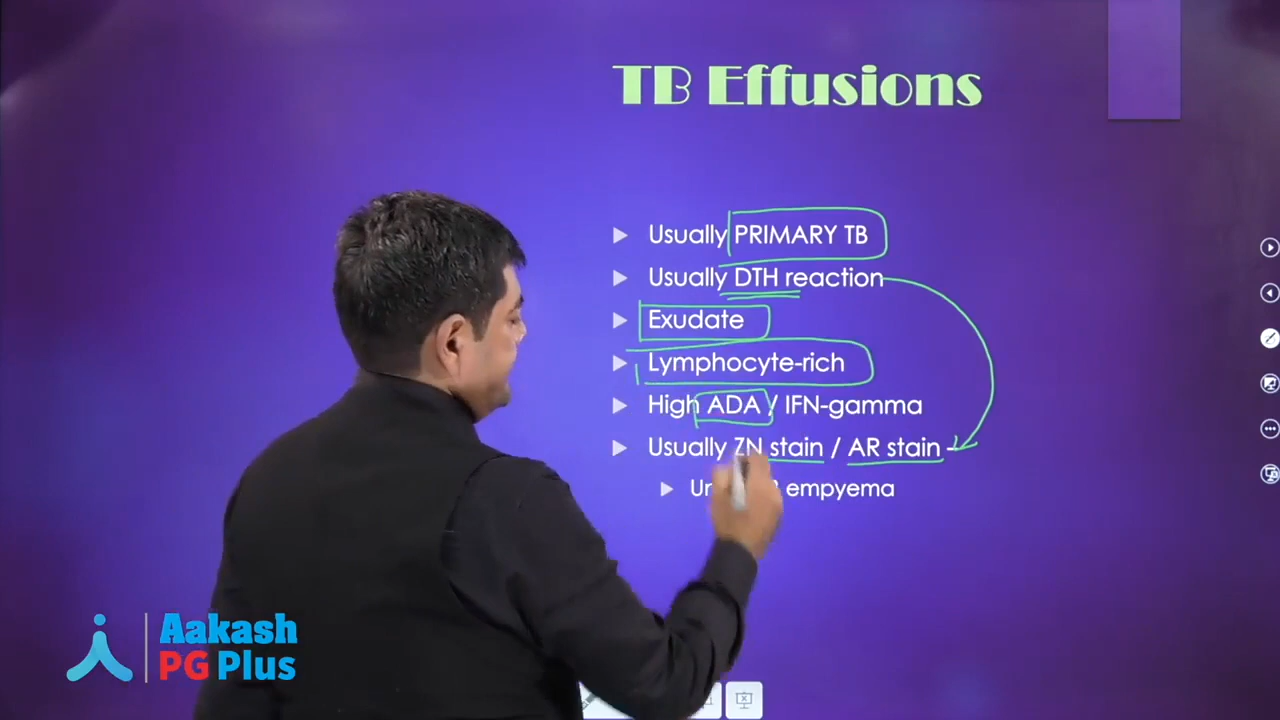 TB Effusions
Usually PRIMARY TB
Usually DTH reaction
Exudate
Lymphocyte-rich
High ADA / IFN-gamma
Usually ZN stain / AR stain -
empyema
Aakash
PG Plus